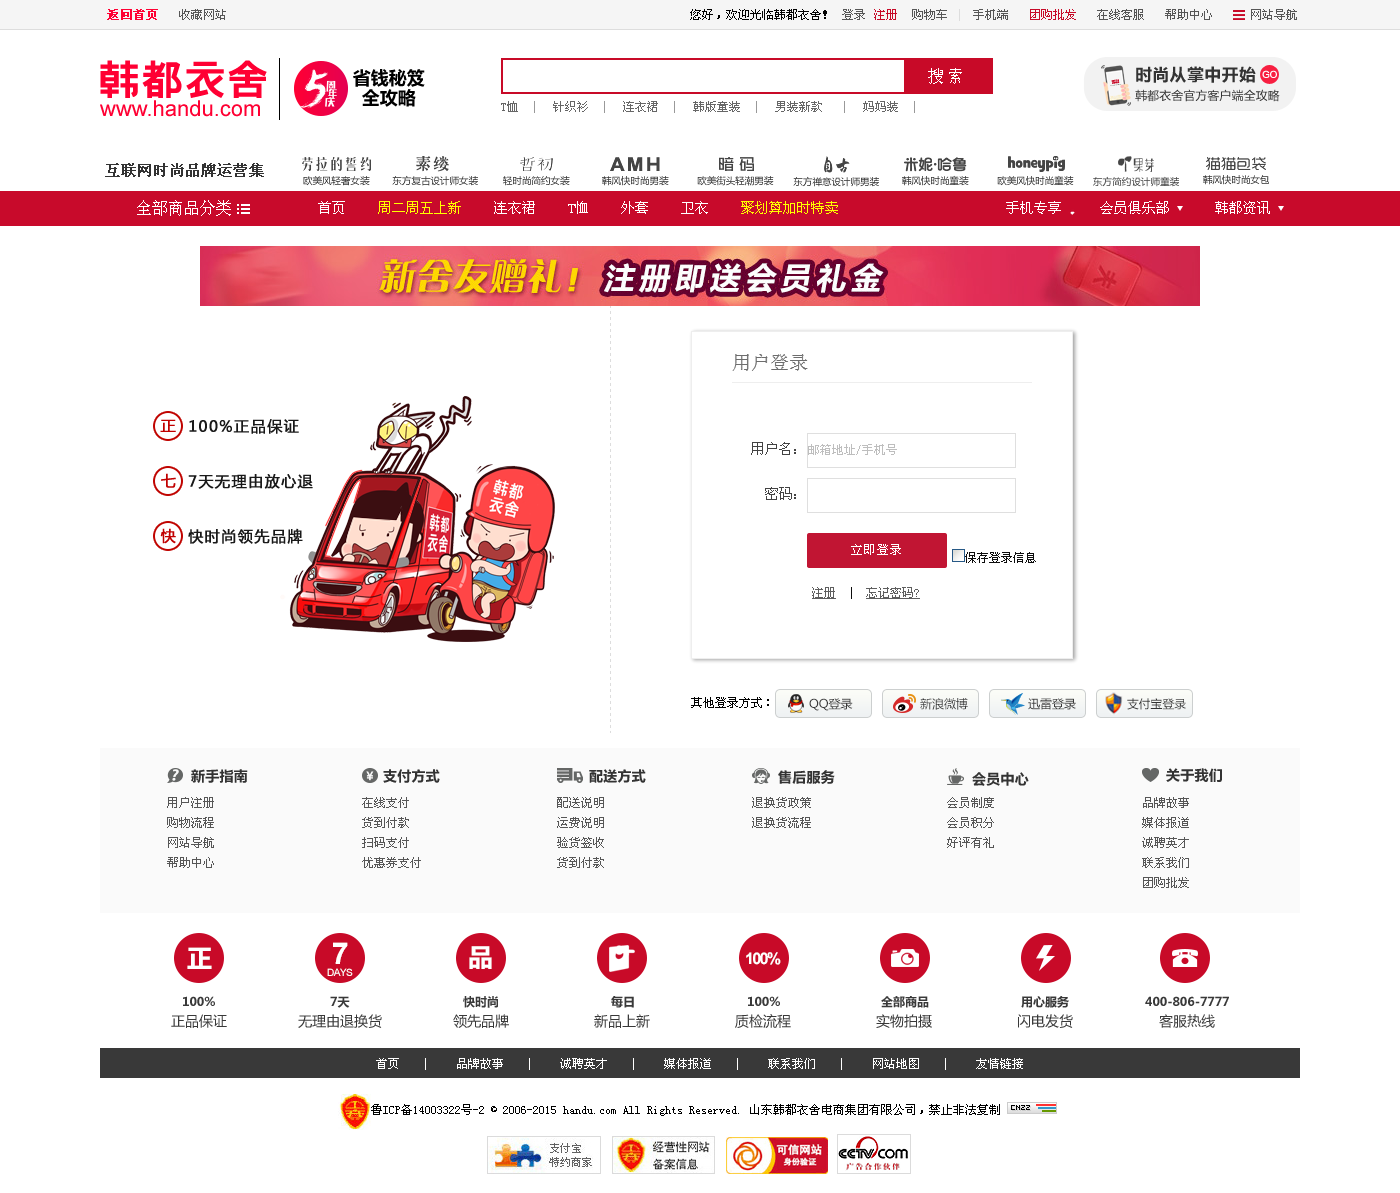 返回首页 收藏网站 您好，欢迎光临韩都衣舍! 登录 注册 购物车 手机端 团购批发 在线客服 帮助中心 网站导航
韩都衣舍
www.handu.com
5周年庆
省钱秘笈
全攻略
搜 索
T恤 | 针织衫 | 连衣裙 | 韩版童装 | 男装新款 | 妈妈装 |
时尚从掌中开始 GO
韩都衣舍官方客户端全攻略
互联网时尚品牌运营集
劳拉的誓约 素缕 哲初 AMH 暗码 米妮·哈鲁 honeypig 果芽 猫猫包袋
欧美风轻奢女装 东方复古设计师女装 轻时尚简约女装 韩风快时尚男装 欧美街头轻潮男装 东方禅意设计师男装 韩风快时尚童装 欧美风快时尚童装 东方简约设计师童装 韩风快时尚女包
全部商品分类 首页 周二周五上新 连衣裙 T恤 外套 卫衣 聚划算加时特卖 手机专享 会员俱乐部 韩都资讯
新舍友赠礼! 注册即送会员礼金
用户登录
正 100%正品保证
七 7天无理由放心退
快 快时尚领先品牌
韩都
衣舍
韩都
衣舍
用户名: 邮箱地址/手机号
密码:
立即登录 保存登录信息
注册 | 忘记密码?
其他登录方式: QQ登录 新浪微博 迅雷登录 支付宝登录
新手指南 支付方式 配送方式 售后服务 会员中心 关于我们
用户注册 在线支付 配送说明 退换货政策 会员制度 品牌故事
购物流程 货到付款 运费说明 退换货流程 会员积分 媒体报道
网站导航 扫码支付 验货签收 好评有礼 诚聘英才
帮助中心 优惠券支付 货到付款 联系我们
团购批发
正 7 DAYS 品 100%
100% 7天 快时尚 每日 100% 全部商品 用心服务 400-806-7777
正品保证 无理由退换货 领先品牌 新品上新 质检流程 实物拍摄 闪电发货 客服热线
首页 | 品牌故事 | 诚聘英才 | 媒体报道 | 联系我们 | 网站地图 | 友情链接
鲁ICP备14003322号-2 © 2006-2015 handu.com All Rights Reserved. 山东韩都衣舍电商集团有限公司，禁止非法复制 CNZZ
支付宝
特约商家
经营性网站
备案信息
可信网站
身份验证
CCTV.com
广告合作伙伴